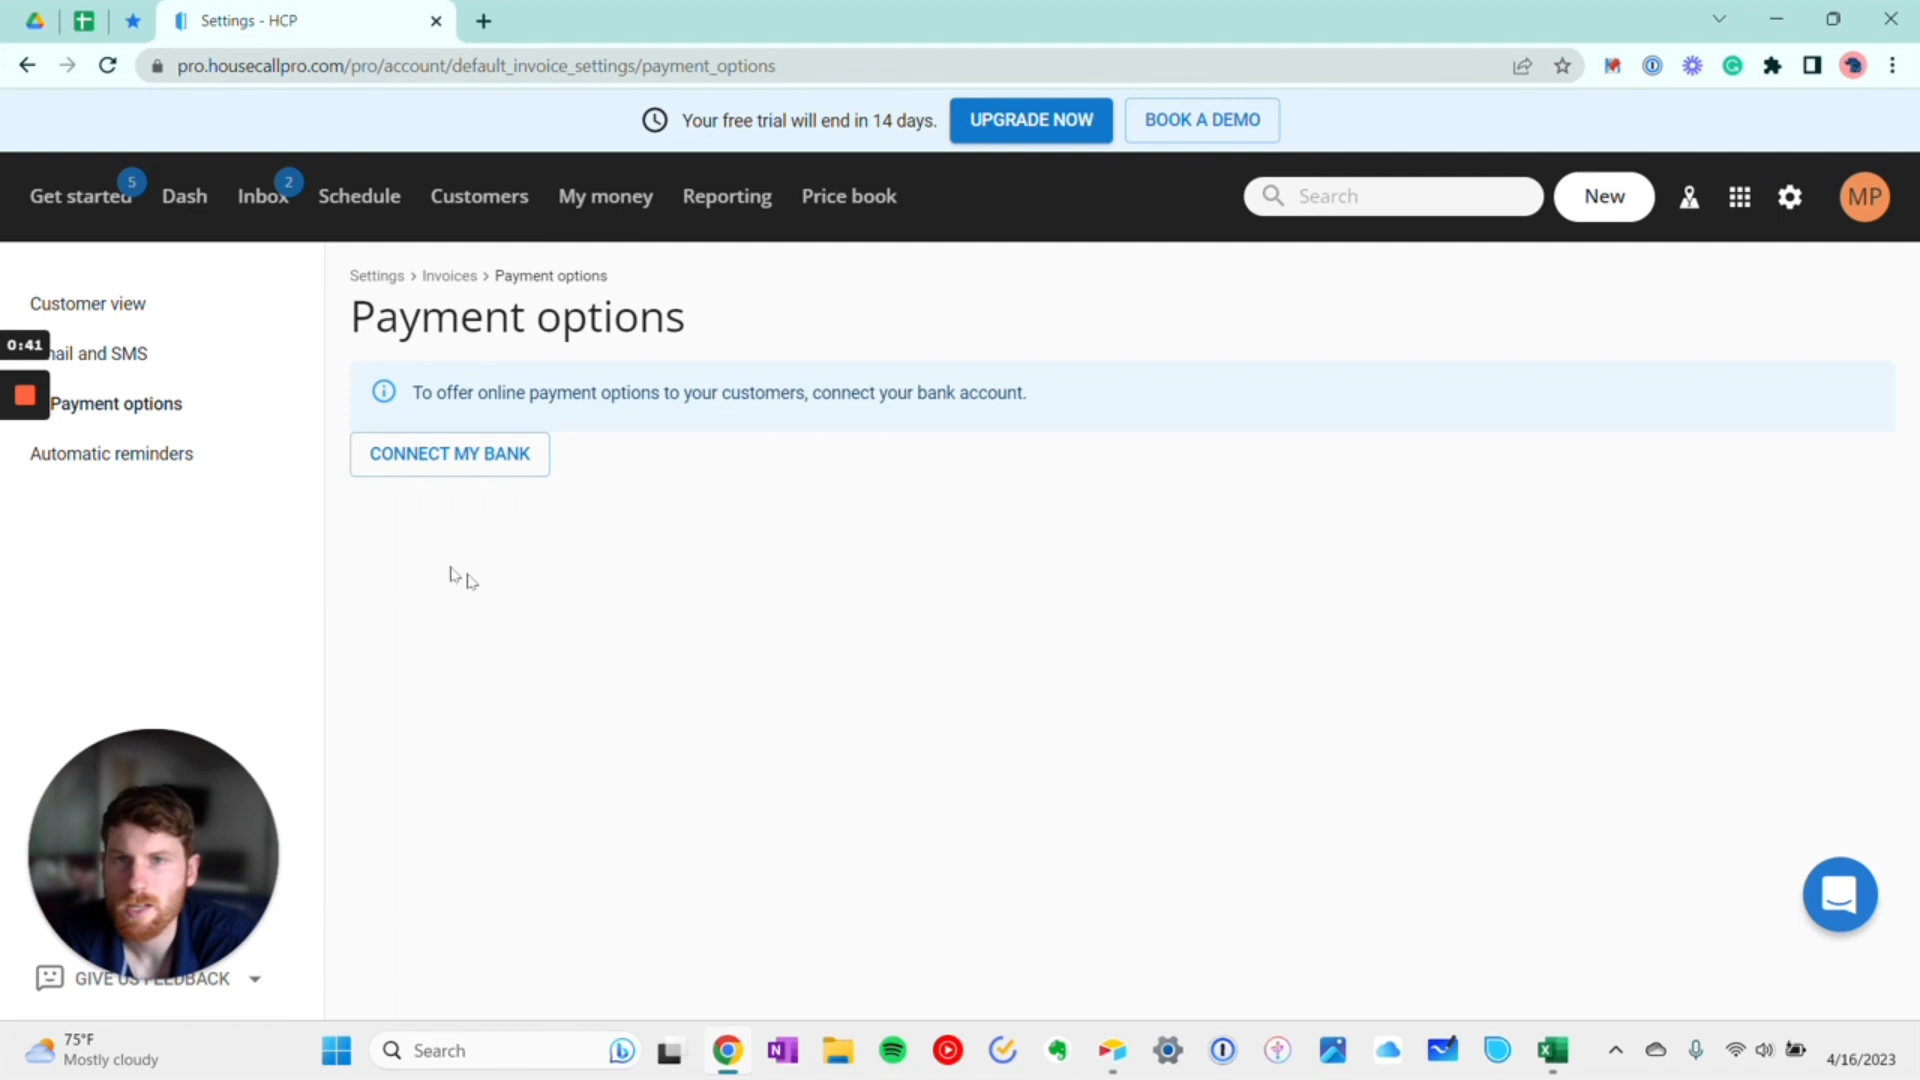 Settings - HCP
pro.housecallpro.com/pro/account/default_invoice_settings/payment_options
Your free trial will end in 14 days.
UPGRADE NOW
BOOK A DEMO
Get started
5
Dash
Inbox
2
Schedule
Customers
My money
Reporting
Price book
Search
New
MP
Customer view
0:41
ail and SMS
Payment options
Automatic reminders
Settings > Invoices > Payment options
Payment options
To offer online payment options to your customers, connect your bank account.
CONNECT MY BANK
GIVE US FEEDBACK
75°F
Mostly cloudy
Search
4/16/2023